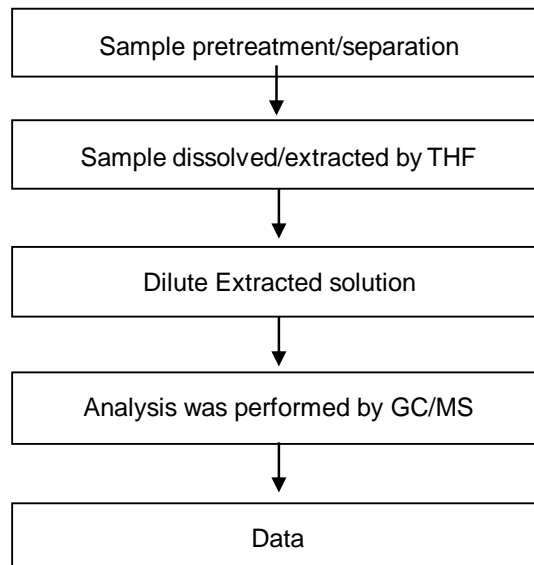 Sample pretreatment/separation
Sample dissolved/extracted by THF
Dilute Extracted solution
Analysis was performed by GC/MS
Data